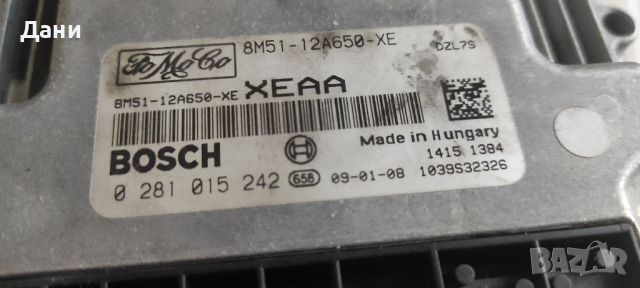 Дани
FoMoCo
8M51-12A650-XE
DZL7S
8M51-12A650-XE XEAA
BOSCH
Made in Hungary
1415 1384
0 281 015 242 658 09-01-08 1039S32326
BAZAR